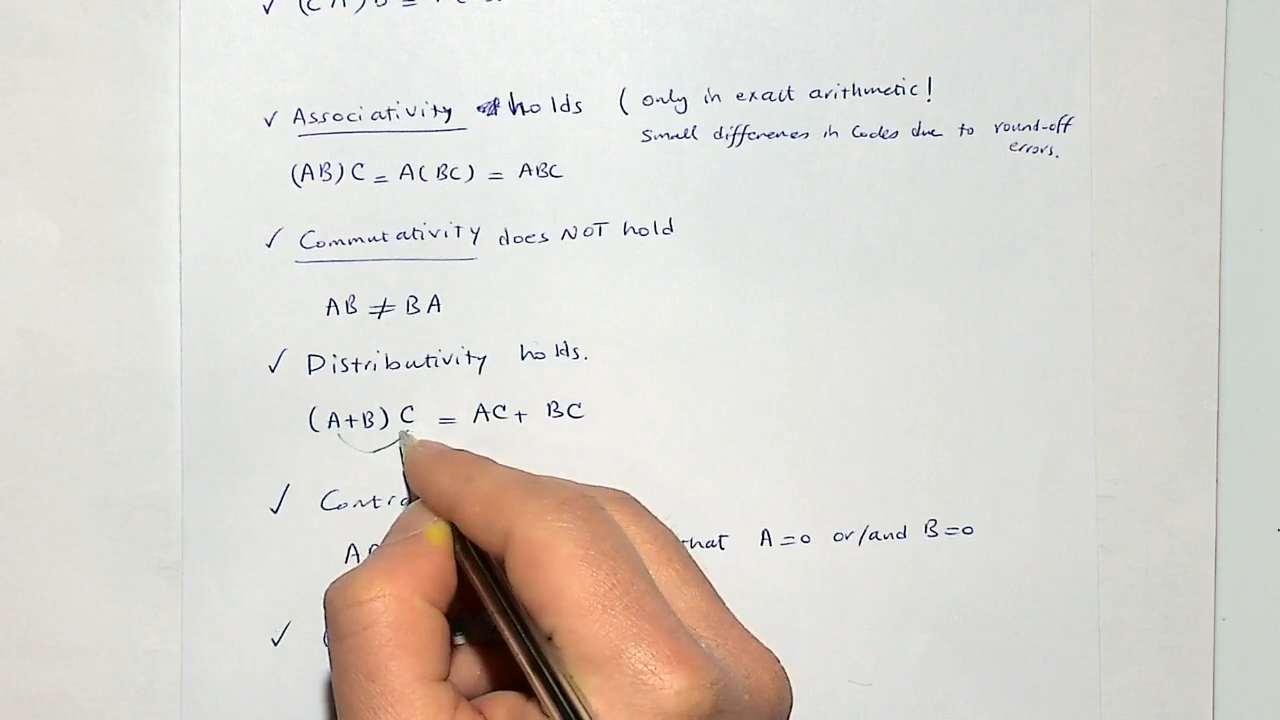 ✓ Associativity holds ( only in exact arithmetic!
small differences in codes due to round-off
errors.
(AB)C = A(BC) = ABC
✓ Commutativity does NOT hold
AB ≠ BA
✓ Distributivity holds.
(A+B) C = AC + BC
✓
that A=0 or/and B=0
✓